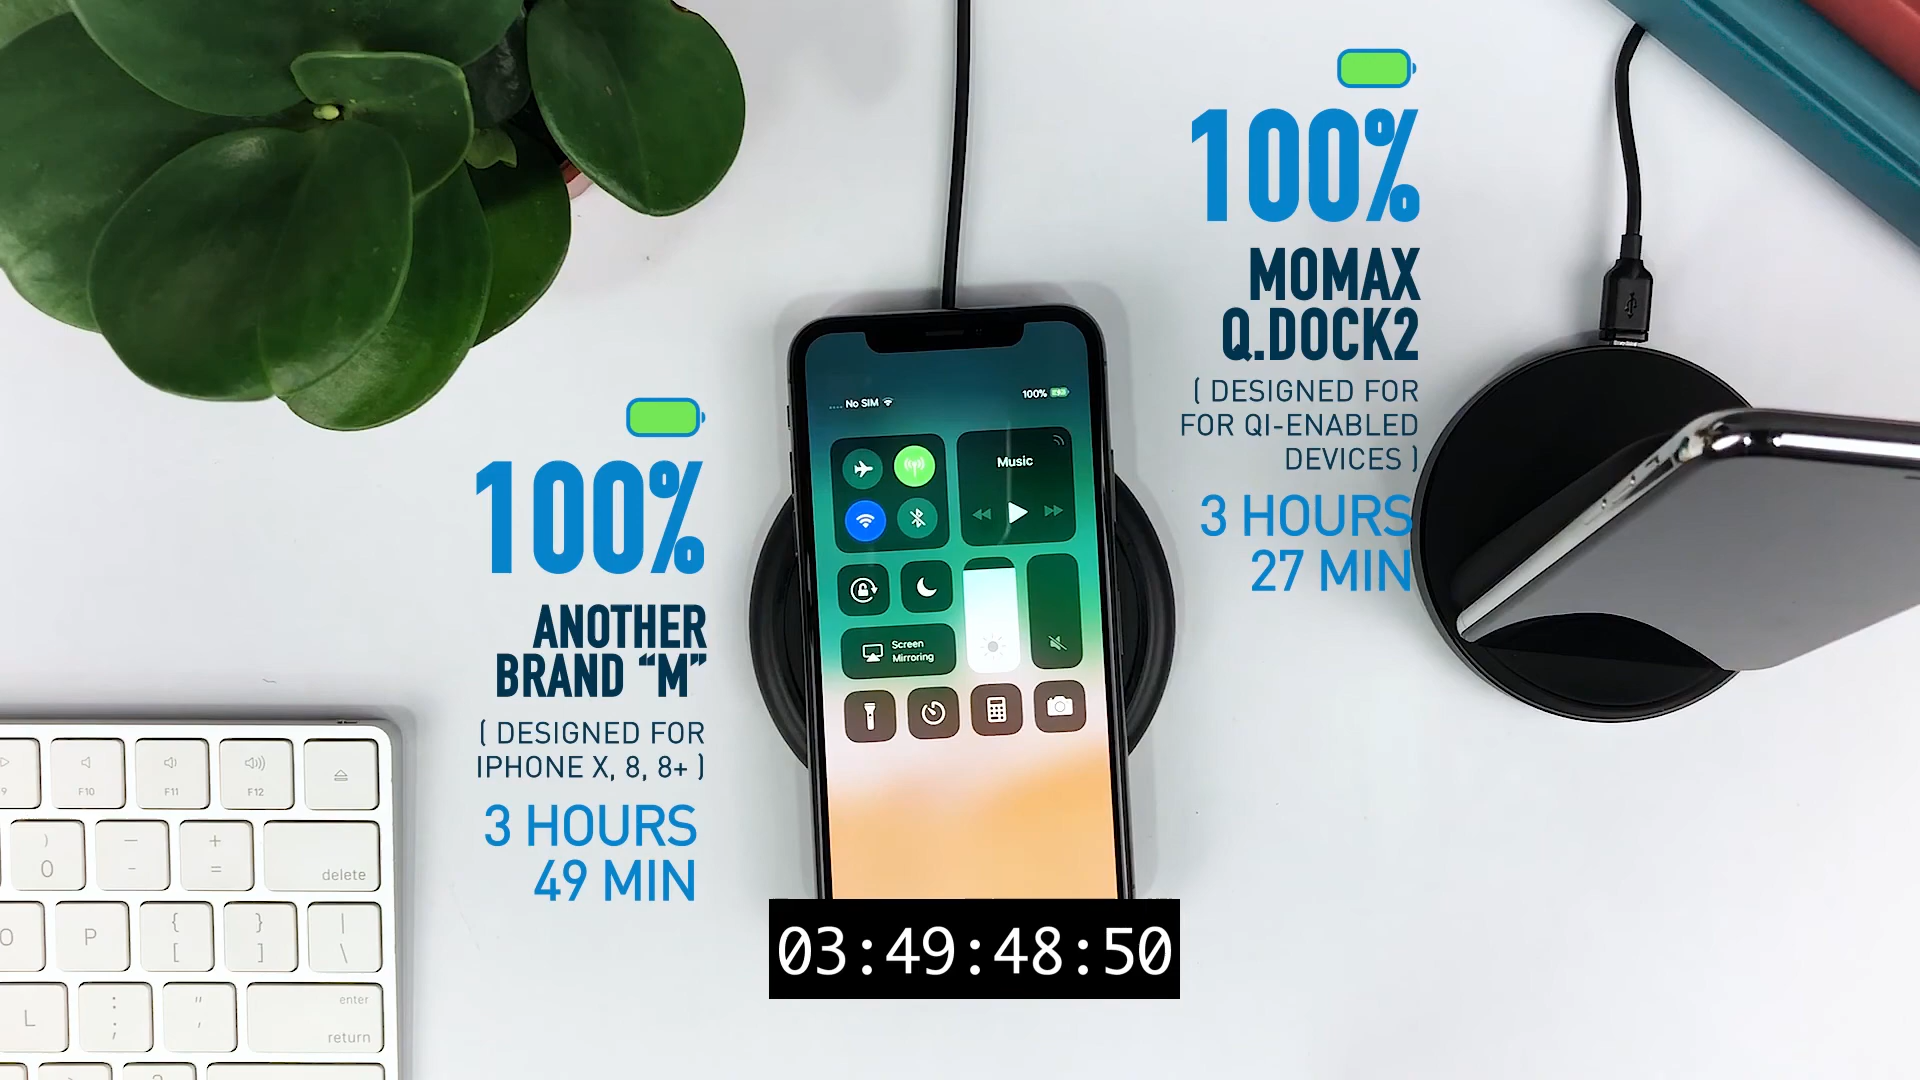 100%
MOMAX
Q.DOCK2
( DESIGNED FOR
FOR QI-ENABLED
DEVICES )
3 HOURS
27 MIN
100%
ANOTHER
BRAND “M”
( DESIGNED FOR
IPHONE X, 8, 8+ )
3 HOURS
49 MIN
No SIM 100%
Music
Screen
Mirroring
03:49:48:50
F10 F11 F12
) — +
0 - = delete
O P { } |
[ ] \
L : " enter
; ' return